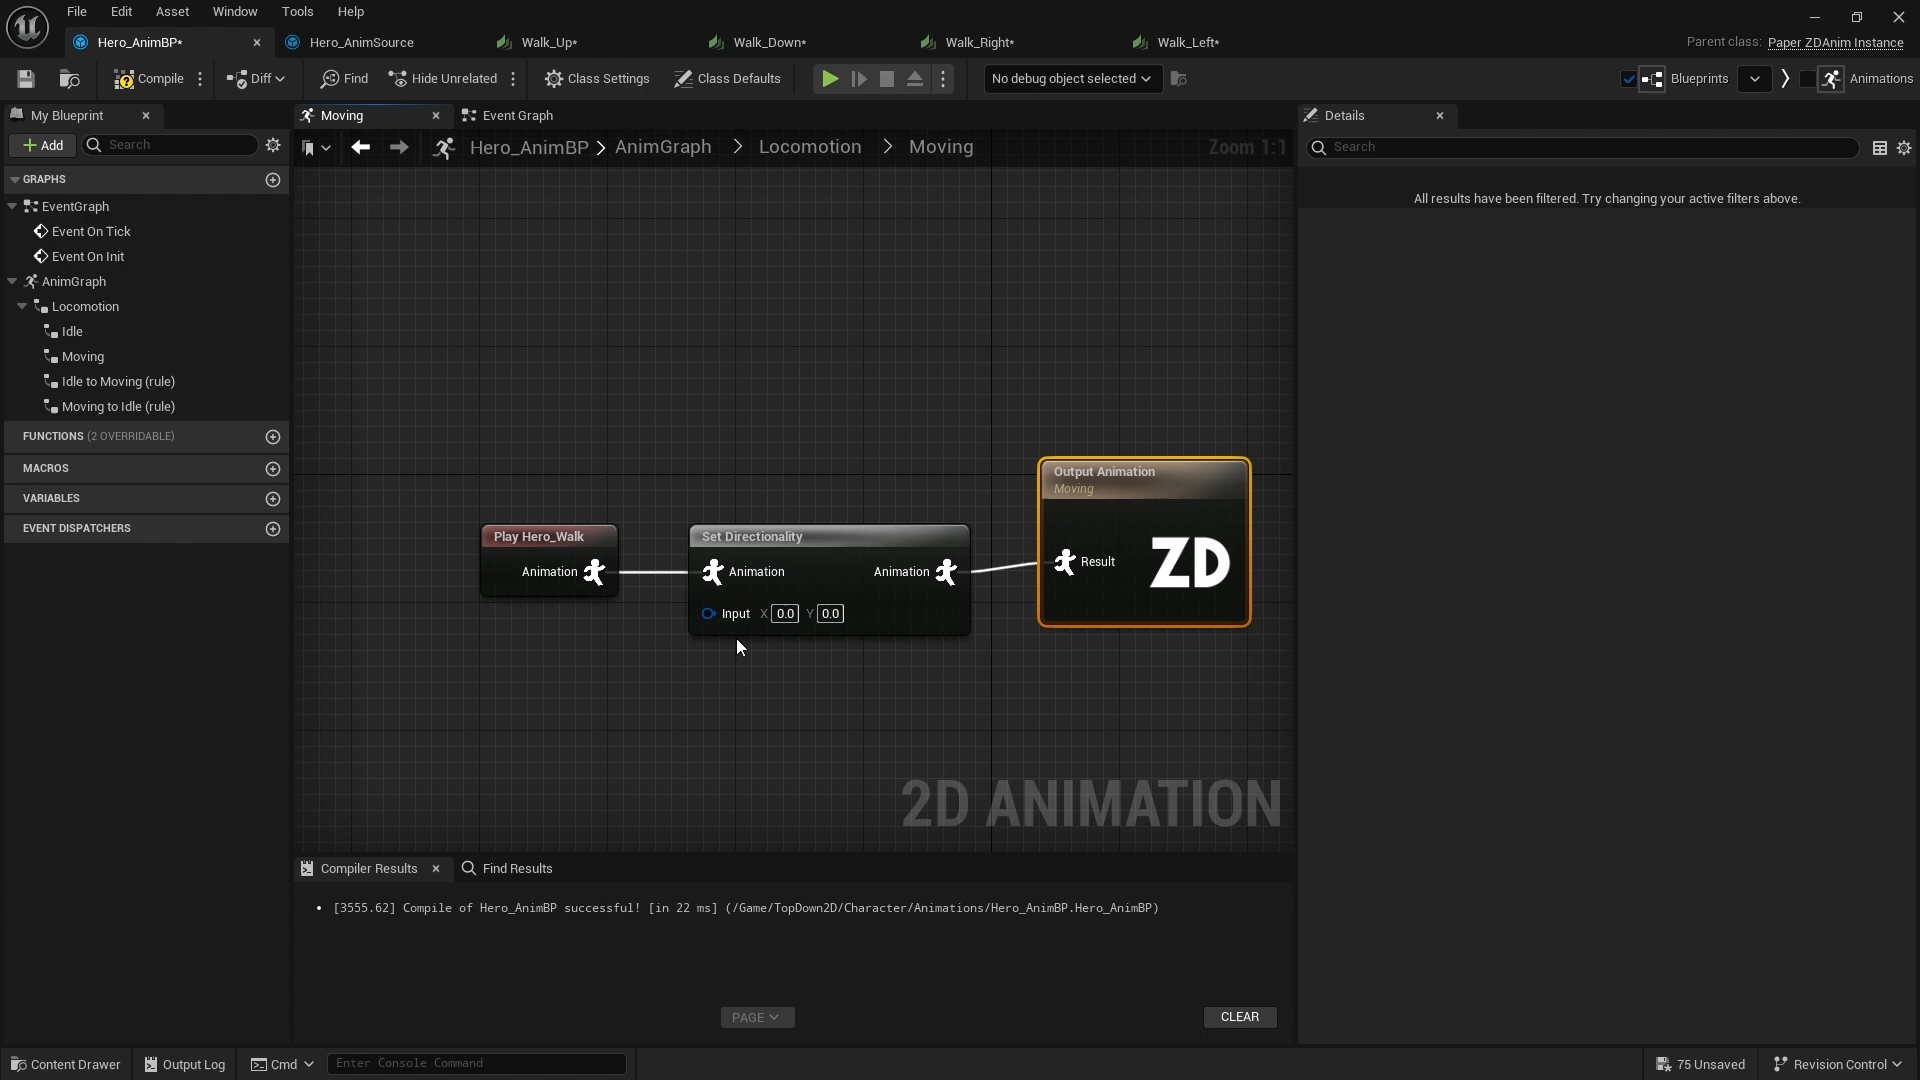 File Edit Asset Window Tools Help
Hero_AnimBP* Hero_AnimSource Walk_Up* Walk_Down* Walk_Right* Walk_Left* Parent class: Paper ZDAnim Instance
Compile Diff Find Hide Unrelated Class Settings Class Defaults No debug object selected Blueprints Animations
My Blueprint
Add Search
GRAPHS
EventGraph
Event On Tick
Event On Init
AnimGraph
Locomotion
Idle
Moving
Idle to Moving (rule)
Moving to Idle (rule)
FUNCTIONS (2 OVERRIDABLE)
MACROS
VARIABLES
EVENT DISPATCHERS
Moving Event Graph
Hero_AnimBP > AnimGraph > Locomotion > Moving Zoom 1:1
Play Hero_Walk
Animation
Set Directionality
Animation Animation
Input X 0.0 Y 0.0
Output Animation
Moving
Result ZD
2D ANIMATION
Compiler Results Find Results
• [3555.62] Compile of Hero_AnimBP successful! [in 22 ms] (/Game/TopDown2D/Character/Animations/Hero_AnimBP.Hero_AnimBP)
PAGE CLEAR
Details
Search
All results have been filtered. Try changing your active filters above.
Content Drawer Output Log Cmd Enter Console Command 75 Unsaved Revision Control